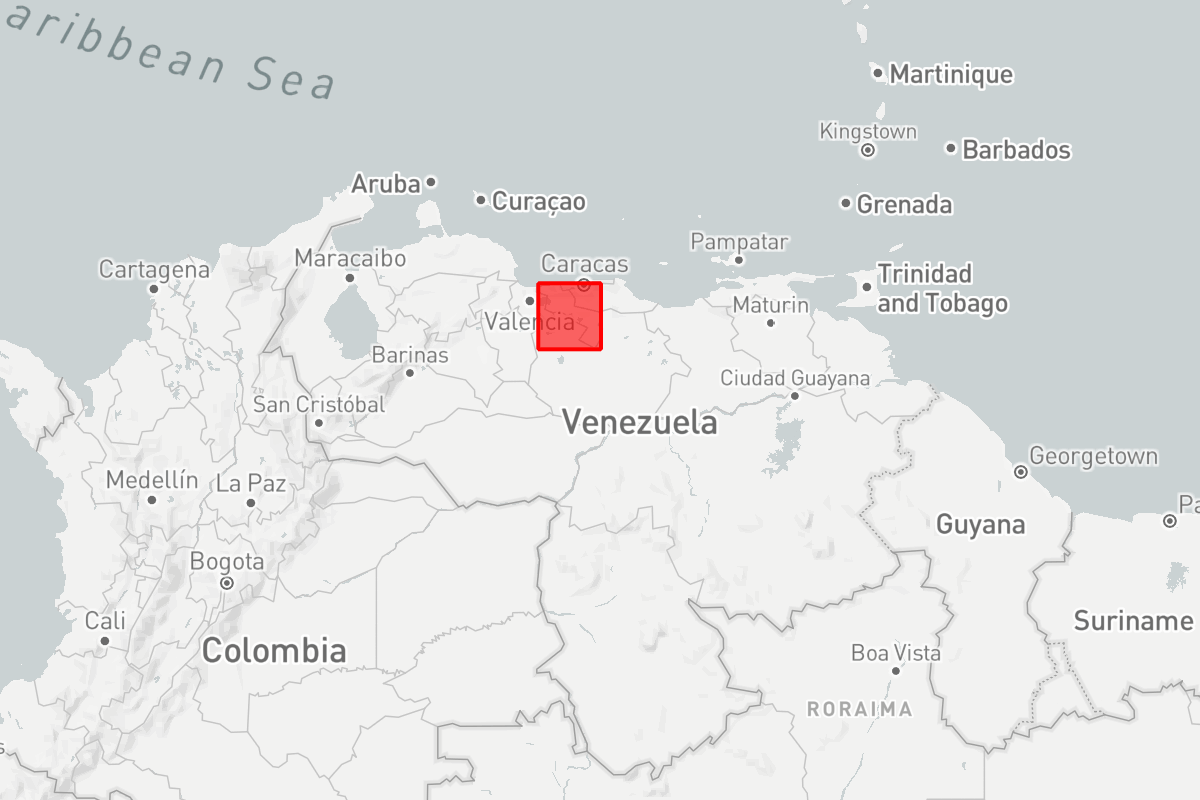 aribbean Sea
Martinique
Kingstown
Barbados
Aruba
Curaçao
Grenada
Pampatar
Maracaibo
Caracas
Cartagena
Trinidad
and Tobago
Maturin
Valencia
Barinas
Ciudad Guayana
San Cristóbal
Venezuela
Georgetown
Medellín
La Paz
Pa
Guyana
Bogota
Cali
Suriname
Colombia
Boa Vista
RORAIMA
s